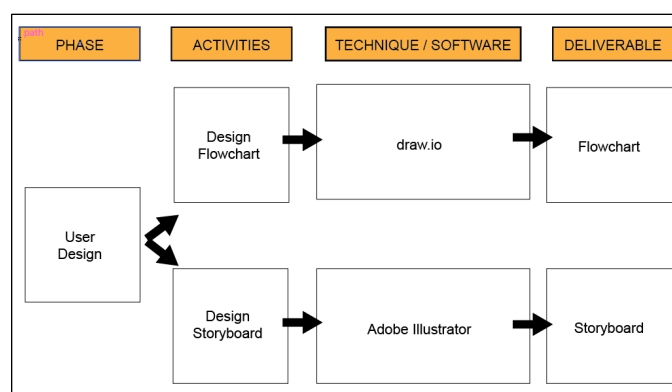 path
PHASE
ACTIVITIES
TECHNIQUE / SOFTWARE
DELIVERABLE
Design
Flowchart
draw.io
Flowchart
User
Design
Design
Storyboard
Adobe Illustrator
Storyboard